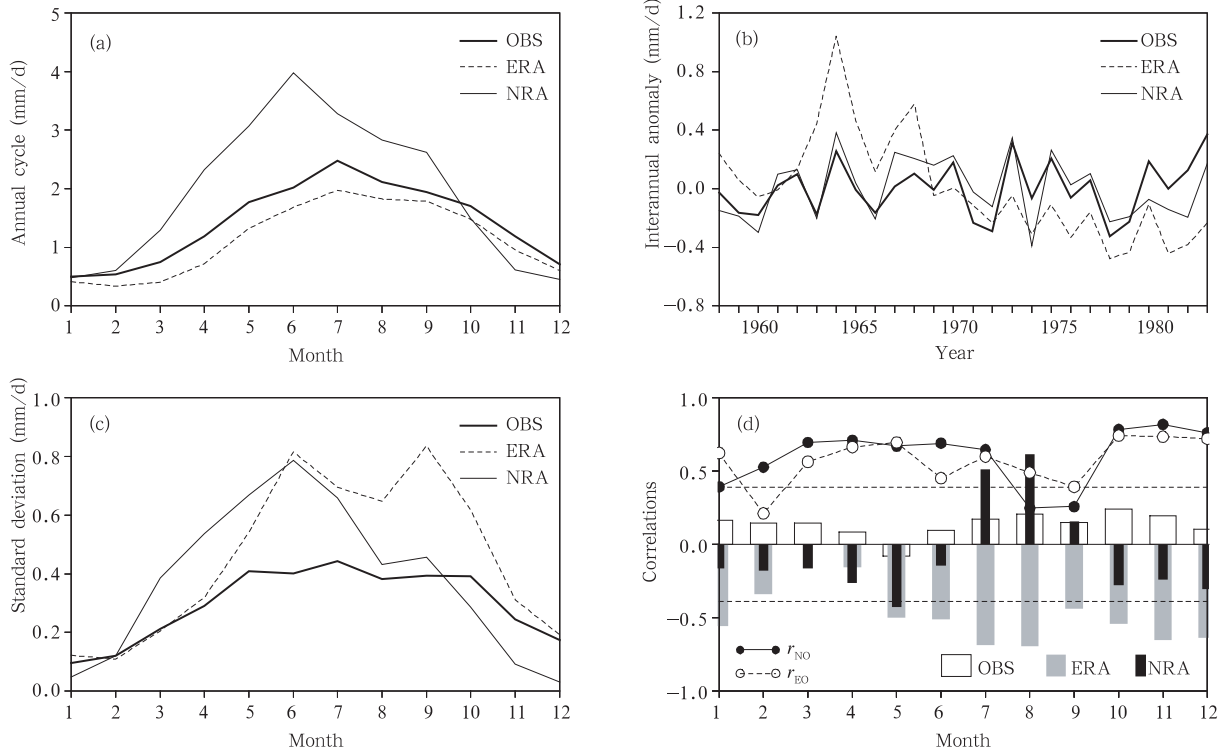 (a)
OBS
ERA
NRA
5
4
3
2
1
0
Annual cycle (mm/d)
1 2 3 4 5 6 7 8 9 10 11 12
Month
(b)
OBS
ERA
NRA
1.2
0.8
0.4
0.0
−0.4
−0.8
Interannual anomaly (mm/d)
1960 1965 1970 1975 1980
Year
(c)
OBS
ERA
NRA
1.0
0.8
0.6
0.4
0.2
0.0
Standard deviation (mm/d)
1 2 3 4 5 6 7 8 9 10 11 12
Month
(d)
1.0
0.5
0.0
−0.5
−1.0
Correlations
rNO
rEO
OBS ERA NRA
1 2 3 4 5 6 7 8 9 10 11 12
Month